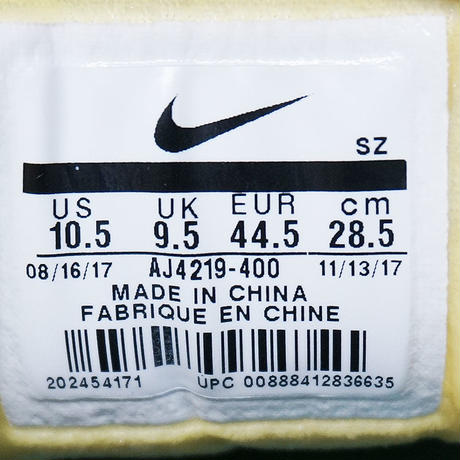 SZ
US UK EUR cm
10.5 9.5 44.5 28.5
08/16/17 AJ4219-400 11/13/17
MADE IN CHINA
FABRIQUE EN CHINE
202454171 UPC 00888412836635